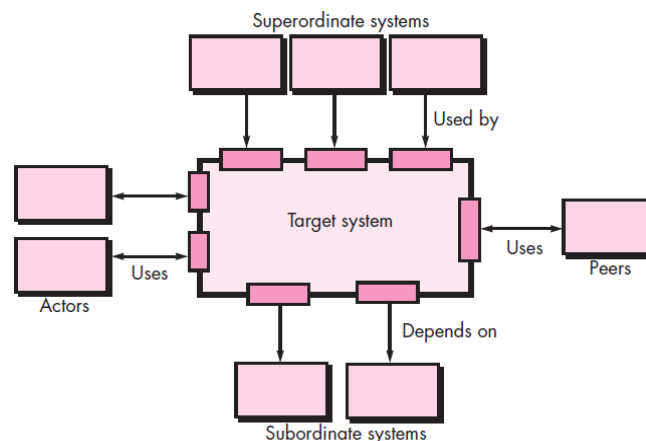 Superordinate systems
Used by
Target system
Uses
Uses
Peers
Actors
Depends on
Subordinate systems